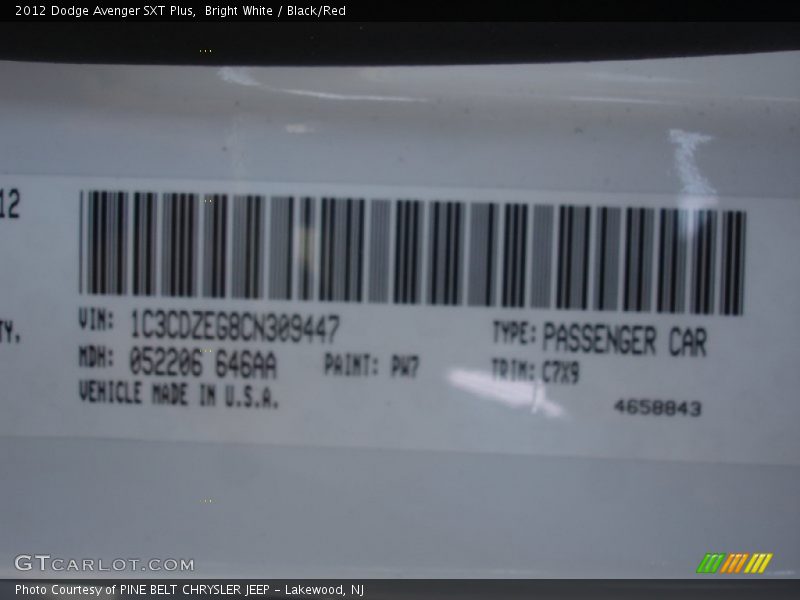 2012 Dodge Avenger SXT Plus, Bright White / Black/Red
12
TY.
VIN: 1C3CDZEG8CN309447
TYPE: PASSENGER CAR
MDH: 052206 646AA
PAINT: PW7
TRIM: C7X9
VEHICLE MADE IN U.S.A.
4658843
GTCARLOT.COM
Photo Courtesy of PINE BELT CHRYSLER JEEP - Lakewood, NJ